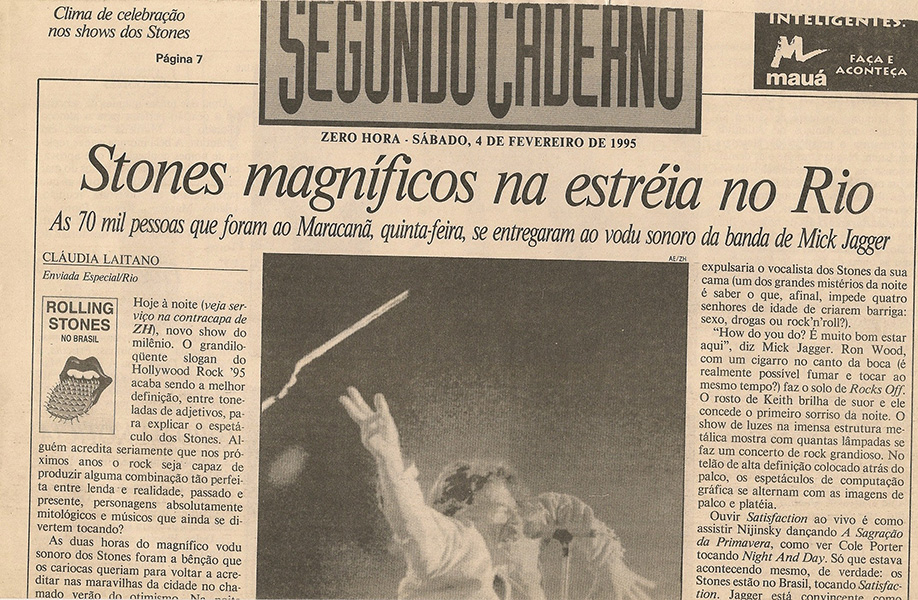 Clima de celebração
nos shows dos Stones
Página 7
SEGUNDO CADERNO
INTELIGENTES.
mauá
FAÇA E
ACONTEÇA
ZERO HORA - SÁBADO, 4 DE FEVEREIRO DE 1995
Stones magníficos na estréia no Rio
As 70 mil pessoas que foram ao Maracanã, quinta-feira, se entregaram ao vodu sonoro da banda de Mick Jagger
CLÁUDIA LAITANO
Enviada Especial/Rio
ROLLING
STONES
NO BRASIL
Hoje à noite (veja ser-
viço na contracapa de
ZH), novo show do
milênio. O grandilo-
qüente slogan do
Hollywood Rock '95
acaba sendo a melhor
definição, entre tone-
ladas de adjetivos, pa-
ra explicar o espetá-
culo dos Stones. Al-
guém acredita seriamente que nos pró-
ximos anos o rock seja capaz de
produzir alguma combinação tão perfei-
ta entre lenda e realidade, passado e
presente, personagens absolutamente
mitológicos e músicos que ainda se di-
vertem tocando?
As duas horas do magnífico vodu
sonoro dos Stones foram a bênção que
os cariocas queriam para voltar a acre-
ditar nas maravilhas da cidade no cha-
mado verão do otimismo. Na noite
AE/ZH
expulsaria o vocalista dos Stones da sua
cama (um dos grandes mistérios da noite
é saber o que, afinal, impede quatro
senhores de idade de criarem barriga:
sexo, drogas ou rock'n'roll?).
"How do you do? É muito bom estar
aqui", diz Mick Jagger. Ron Wood,
com um cigarro no canto da boca (é
realmente possível fumar e tocar ao
mesmo tempo?) faz o solo de Rocks Off.
O rosto de Keith brilha de suor e ele
concede o primeiro sorriso da noite. O
show de luzes na imensa estrutura me-
tálica mostra com quantas lâmpadas se
faz um concerto de rock grandioso. No
telão de alta definição colocado atrás do
palco, os espetáculos de computação
gráfica se alternam com as imagens de
palco e platéia.
Ouvir Satisfaction ao vivo é como
assistir Nijinsky dançando A Sagração
da Primavera, como ver Cole Porter
tocando Night And Day. Só que estava
acontecendo mesmo, de verdade: os
Stones estão no Brasil, tocando Satisfac-
tion. Jagger está convincente como